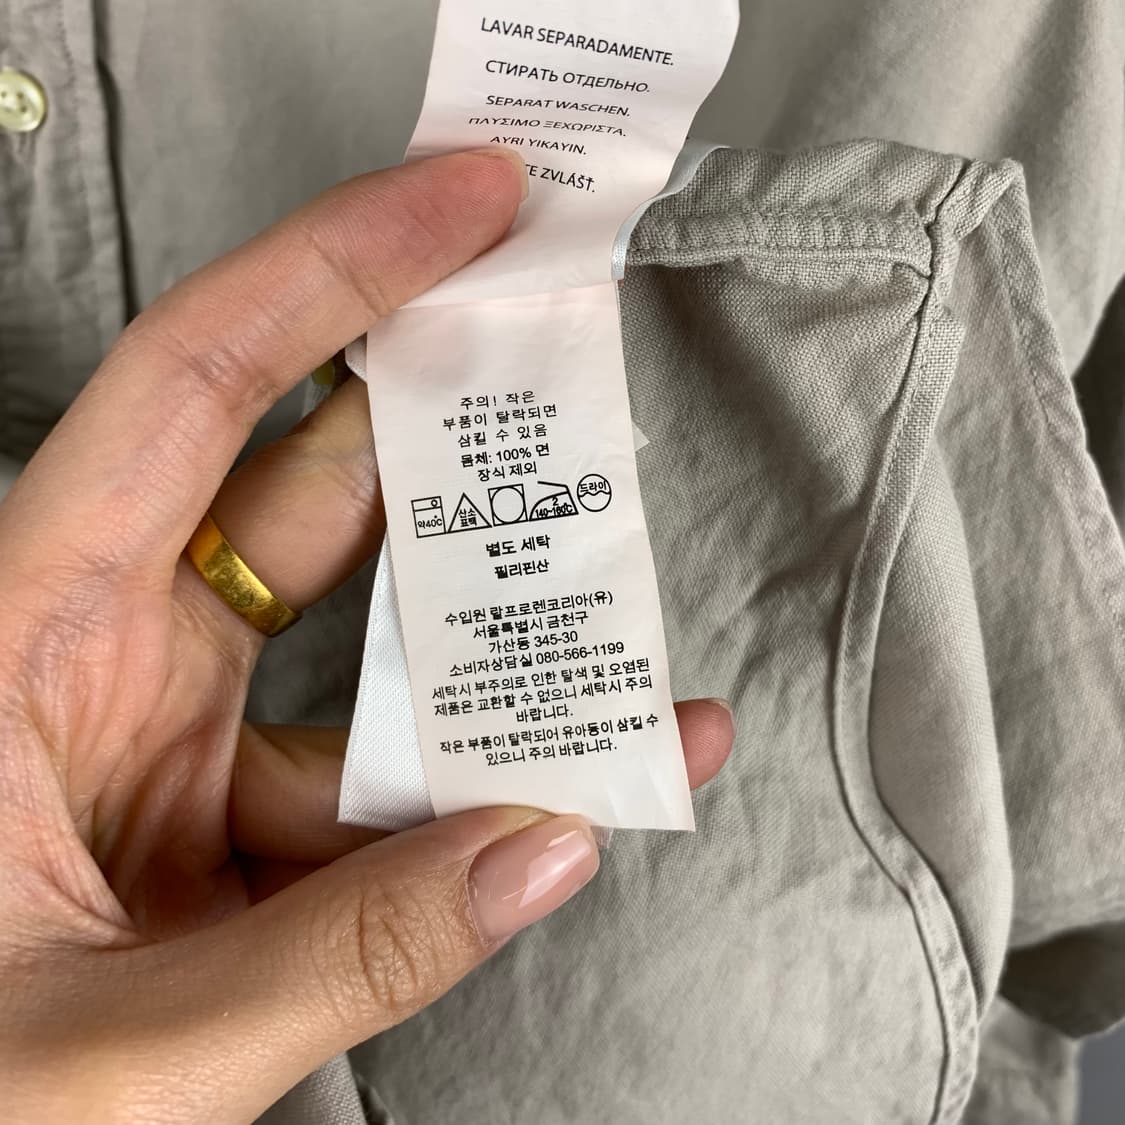 LAVAR SEPARADAMENTE.
СТИРАТЬ ОТДЕЛЬНО.
SEPARAT WASCHEN.
ΠΛΥΣΙΜΟ ΞΕΧΩΡΙΣΤΑ.
AYRI YIKAYIN.
ZVLÁŠŤ.
주의! 작은
부품이 탈락되면
삼킬 수 있음
몸체: 100% 면
장식 제외
약40℃
산소
표백
2
140~160℃
드라이
별도 세탁
필리핀산
수입원 랄프로렌코리아(유)
서울특별시 금천구
가산동 345-30
소비자상담실 080-566-1199
세탁시 부주의로 인한 탈색 및 오염된
제품은 교환할 수 없으니 세탁시 주의
바랍니다.
작은 부품이 탈락되어 유아동이 삼킬 수
있으니 주의 바랍니다.